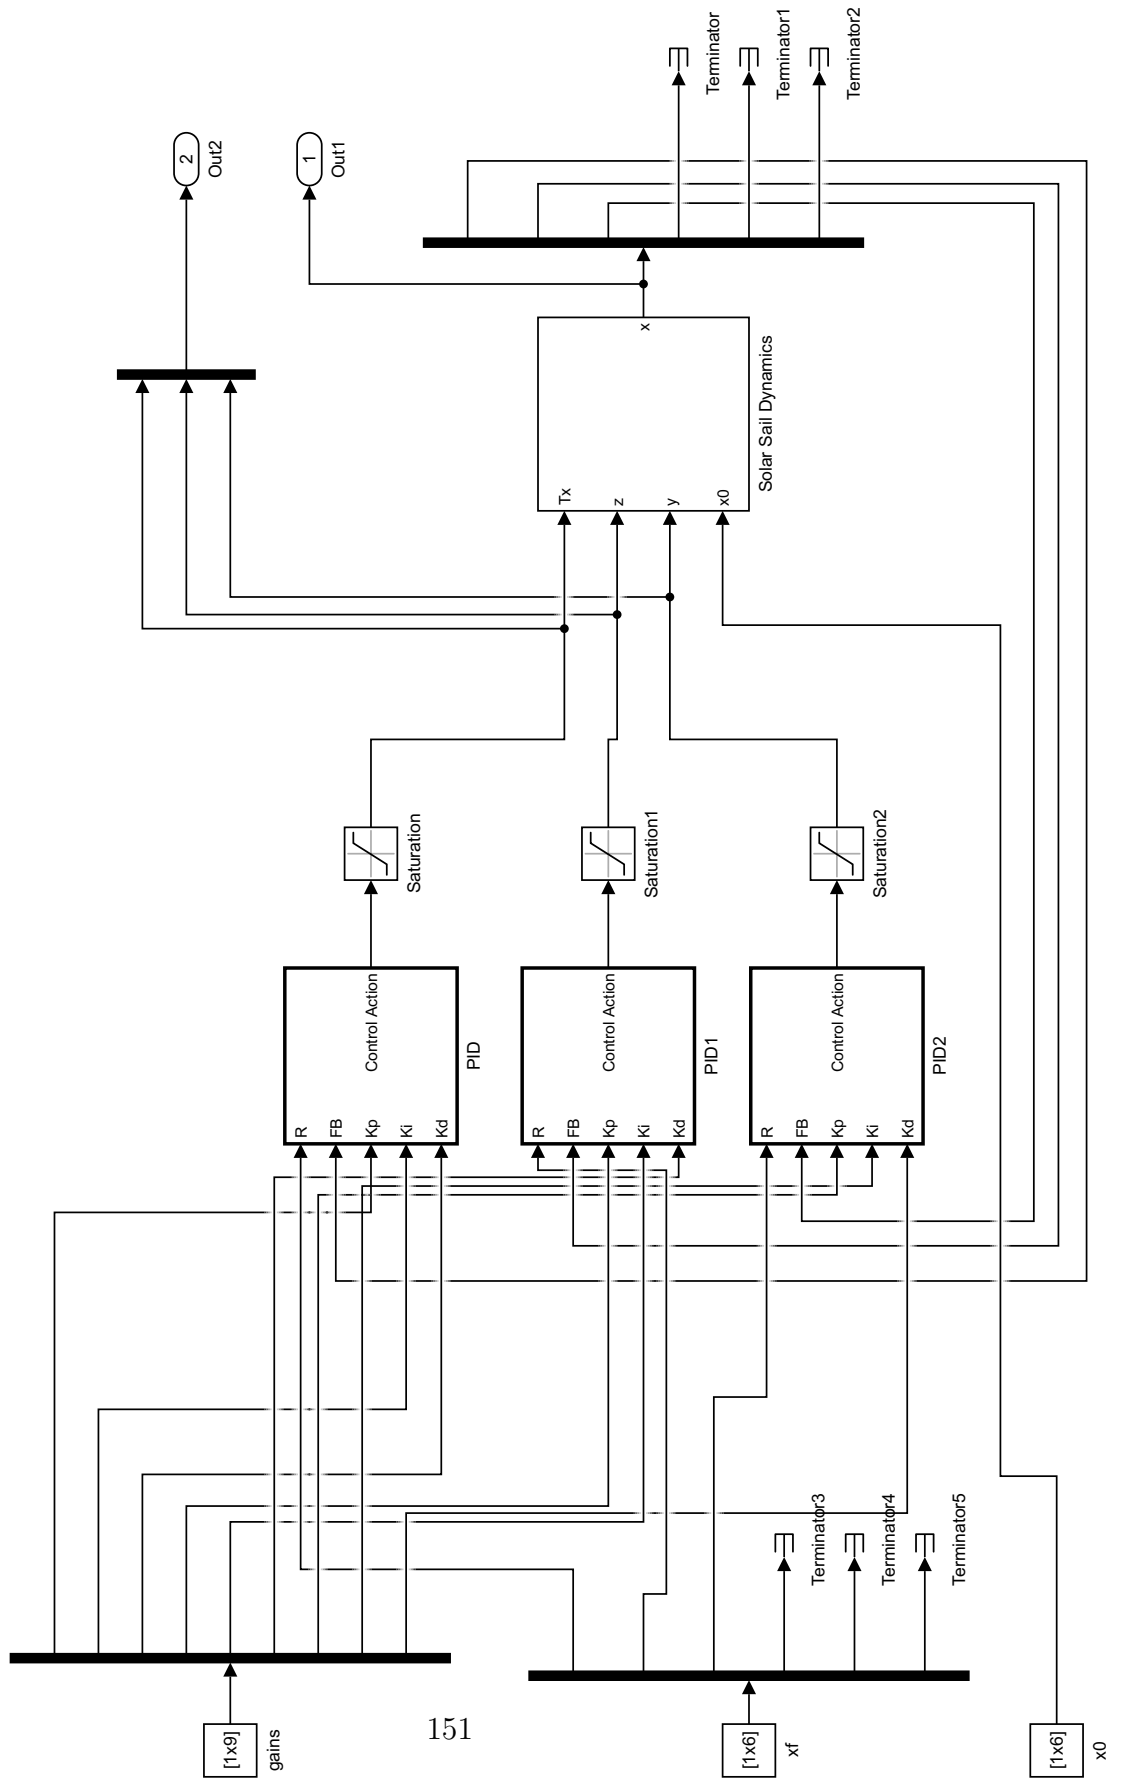 [1x9]
gains
[1x6]
xf
[1x6]
x0
Terminator3
Terminator4
Terminator5
R
FB
Kp
Ki
Kd
Control Action
PID
R
FB
Kp
Ki
Kd
Control Action
PID1
R
FB
Kp
Ki
Kd
Control Action
PID2
Saturation
Saturation1
Saturation2
Tx
z
y
x0
x
Solar Sail Dynamics
2
Out2
1
Out1
Terminator
Terminator1
Terminator2
151